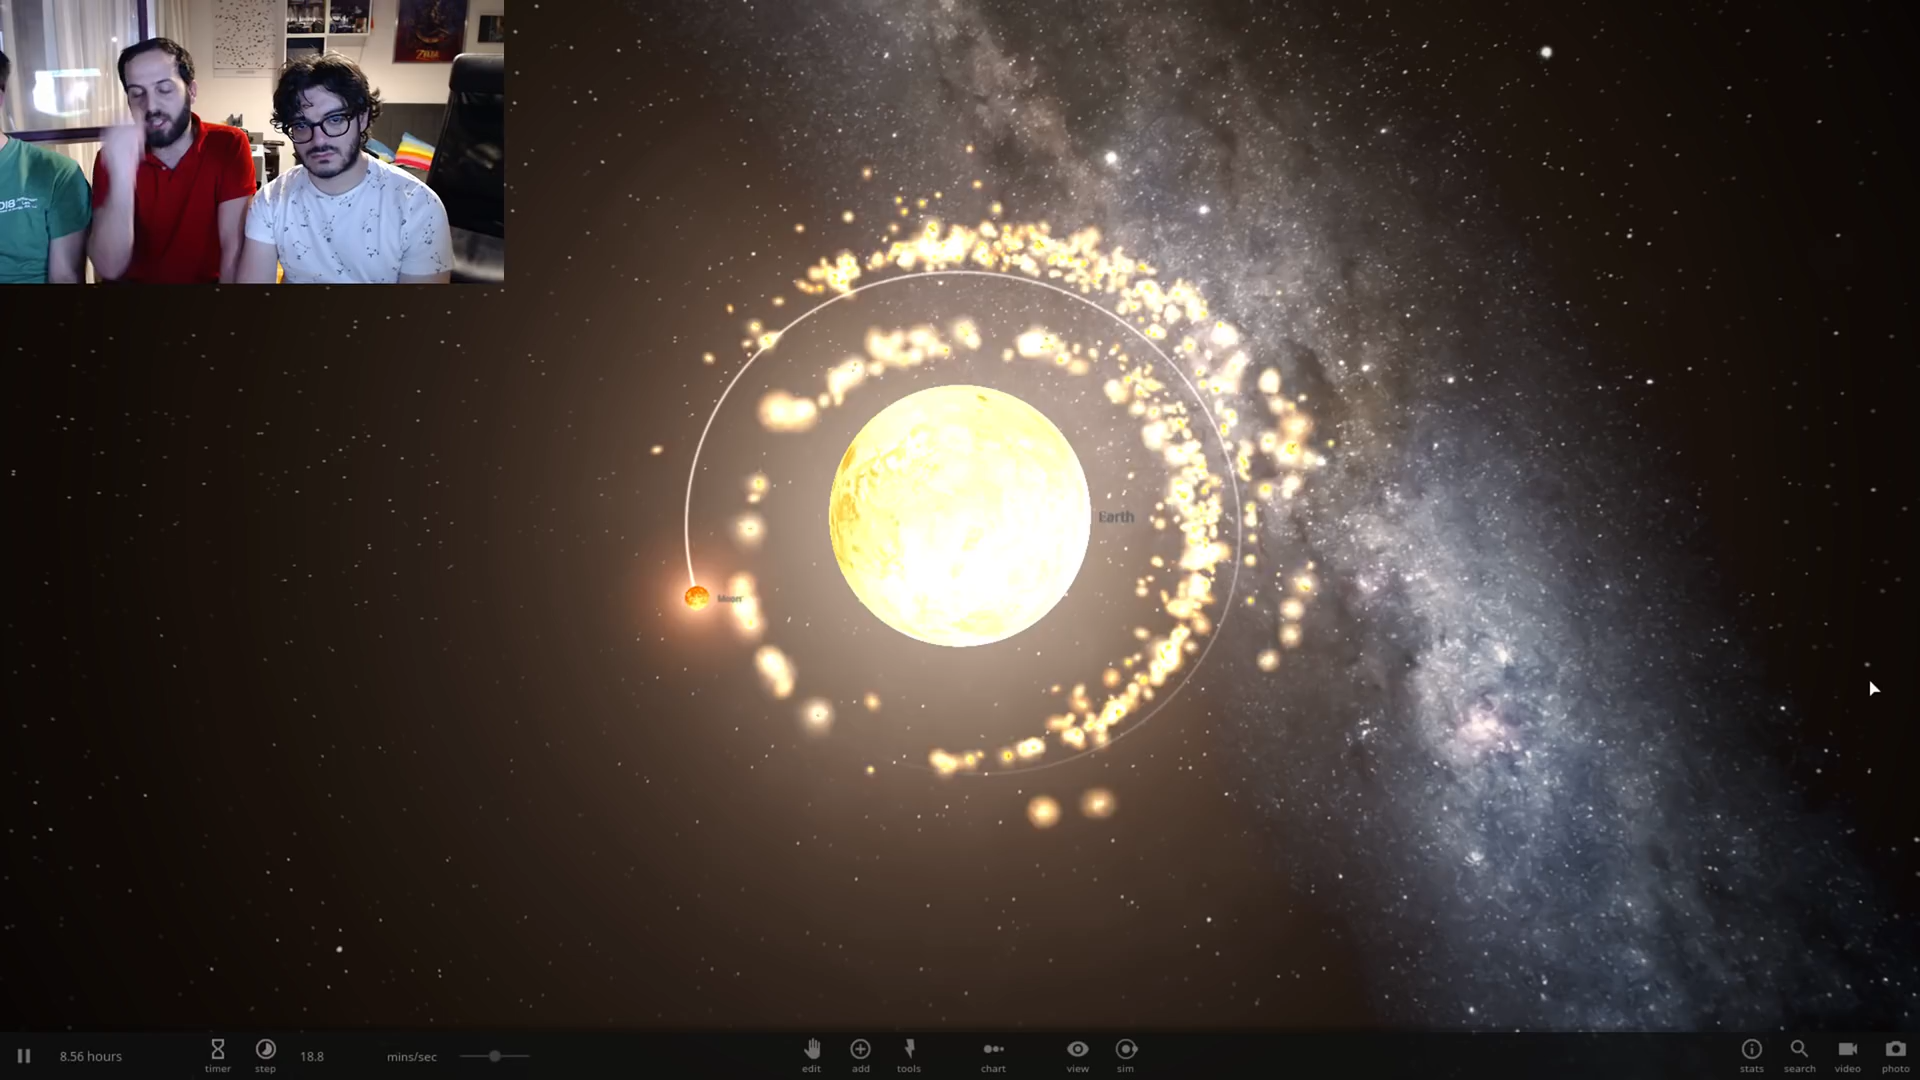 ZELDA
Earth
Moon
8.56 hours
timer
step
18.8
mins/sec
edit
add
tools
chart
view
sim
stats
search
video
photo